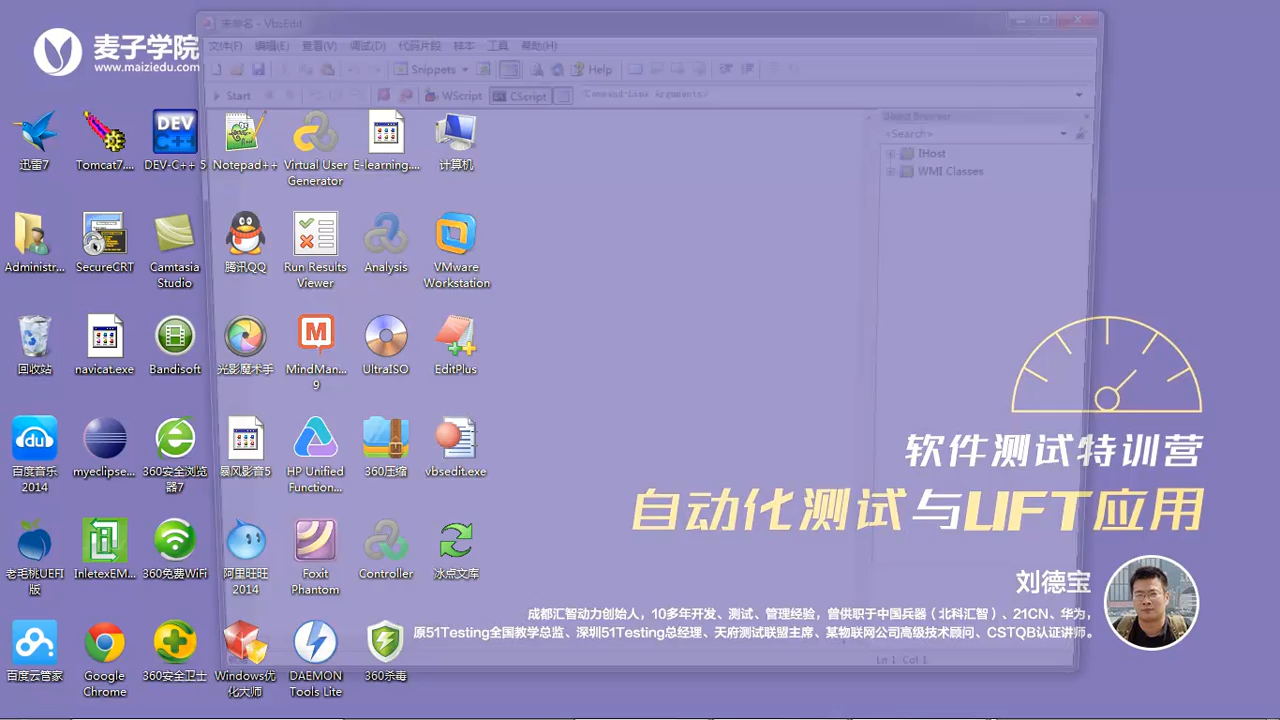 麦子学院
www.maiziedu.com
未命名 - VbsEdit
文件(F) 编辑(E) 查看(V) 调试(D) 代码片段 样本 工具 帮助(H)
Snippets Help
Start WScript CScript <Command-Line Arguments>
Object Browser
<Search>
IHost
WMI Classes
迅雷7
Tomcat7....
DEV-C++ 5
Notepad++
Virtual User
Generator
E-learning....
计算机
Administr...
SecureCRT
Camtasia
Studio
腾讯QQ
Run Results
Viewer
Analysis
VMware
Workstation
回收站
navicat.exe
Bandisoft
光影魔术手
MindMan...
9
UltraISO
EditPlus
百度音乐
2014
myeclipse...
360安全浏览
器7
暴风影音5
HP Unified
Function...
360压缩
vbsedit.exe
老毛桃UEFI
版
InletexEM...
360免费WiFi
阿里旺旺
2014
Foxit
Phantom
Controller
冰点文库
百度云管家
Google
Chrome
360安全卫士
Windows优
化大师
DAEMON
Tools Lite
360杀毒
软件测试特训营
自动化测试与UFT应用
刘德宝
成都汇智动力创始人，10多年开发、测试、管理经验，曾供职于中国兵器（北科汇智）、21CN、华为，
原51Testing全国教学总监、深圳51Testing总经理、天府测试联盟主席、某物联网公司高级技术顾问、CSTQB认证讲师。
Ln 1 Col 1